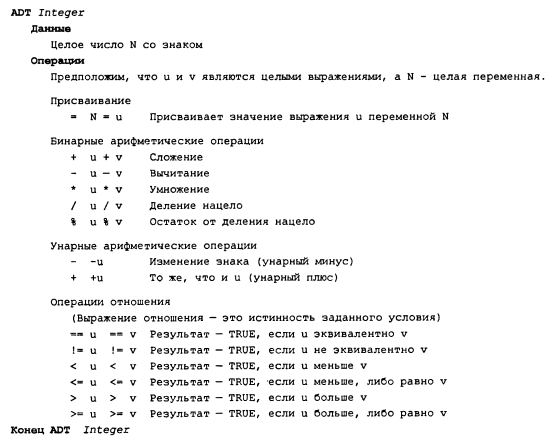 ADT Integer
Данные
Целое число N со знаком
Операции
Предположим, что u и v являются целыми выражениями, а N - целая переменная.
Присваивание
= N = u Присваивает значение выражения u переменной N
Бинарные арифметические операции
+ u + v Сложение
- u — v Вычитание
* u * v Умножение
/ u / v Деление нацело
% u % v Остаток от деления нацело
Унарные арифметические операции
- -u Изменение знака (унарный минус)
+ +u То же, что и u (унарный плюс)
Операции отношения
(Выражение отношения — это истинность заданного условия)
== u == v Результат — TRUE, если u эквивалентно v
!= u != v Результат — TRUE, если u не эквивалентно v
< u < v Результат — TRUE, если u меньше v
<= u <= v Результат — TRUE, если u меньше, либо равно v
> u > v Результат — TRUE, если u больше v
>= u >= v Результат — TRUE, если u больше, либо равно v
Конец ADT Integer